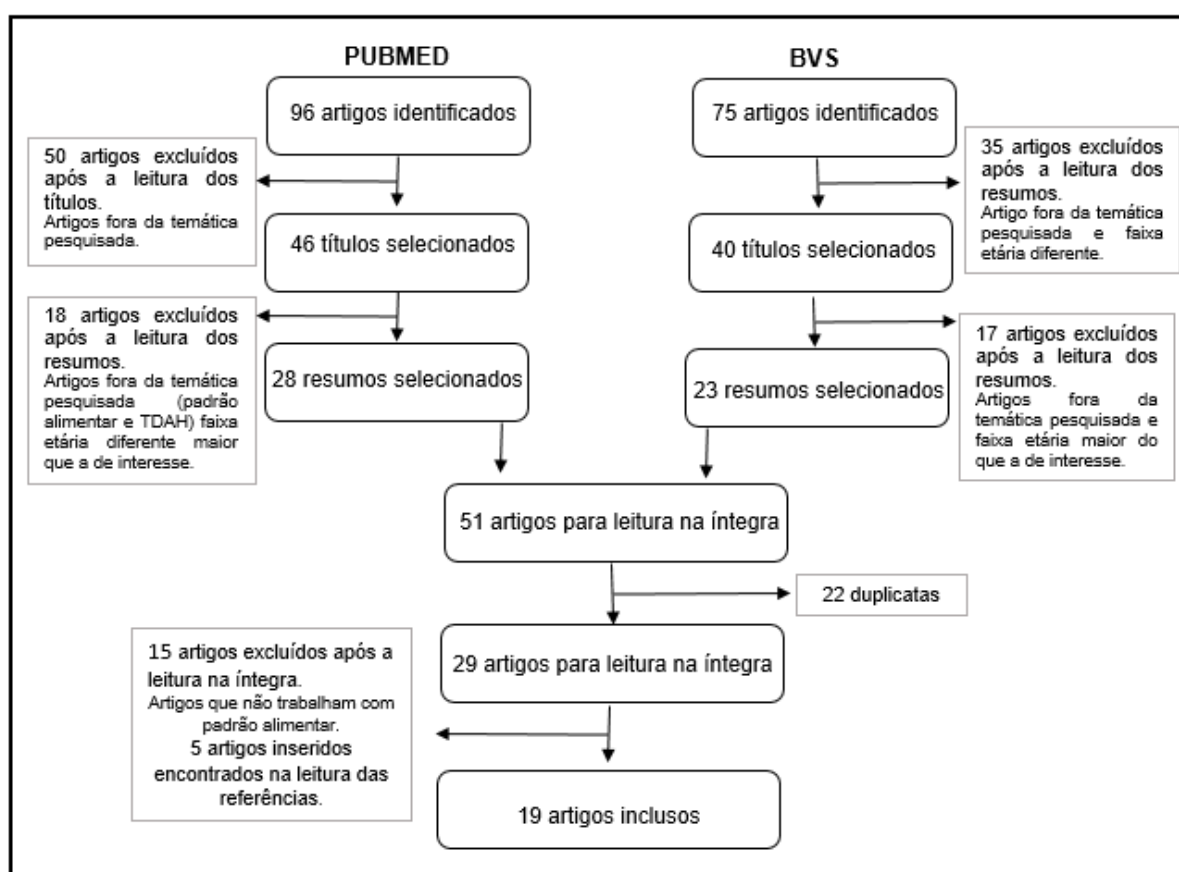 PUBMED
BVS
96 artigos identificados
75 artigos identificados
50 artigos excluídos
após a leitura dos
títulos.
Artigos fora da temática
pesquisada.
35 artigos excluídos
após a leitura dos
resumos.
Artigo fora da temática
pesquisada e faixa
etária diferente.
46 títulos selecionados
40 títulos selecionados
18 artigos excluídos
após a leitura dos
resumos.
Artigos fora da temática
pesquisada (padrão
alimentar e TDAH) faixa
etária diferente maior
que a de interesse.
17 artigos excluídos
após a leitura dos
resumos.
Artigos fora da
temática pesquisada e
faixa etária maior do
que a de interesse.
28 resumos selecionados
23 resumos selecionados
51 artigos para leitura na íntegra
22 duplicatas
29 artigos para leitura na íntegra
15 artigos excluídos após a
leitura na íntegra.
Artigos que não trabalham com
padrão alimentar.
5 artigos inseridos
encontrados na leitura das
referências.
19 artigos inclusos